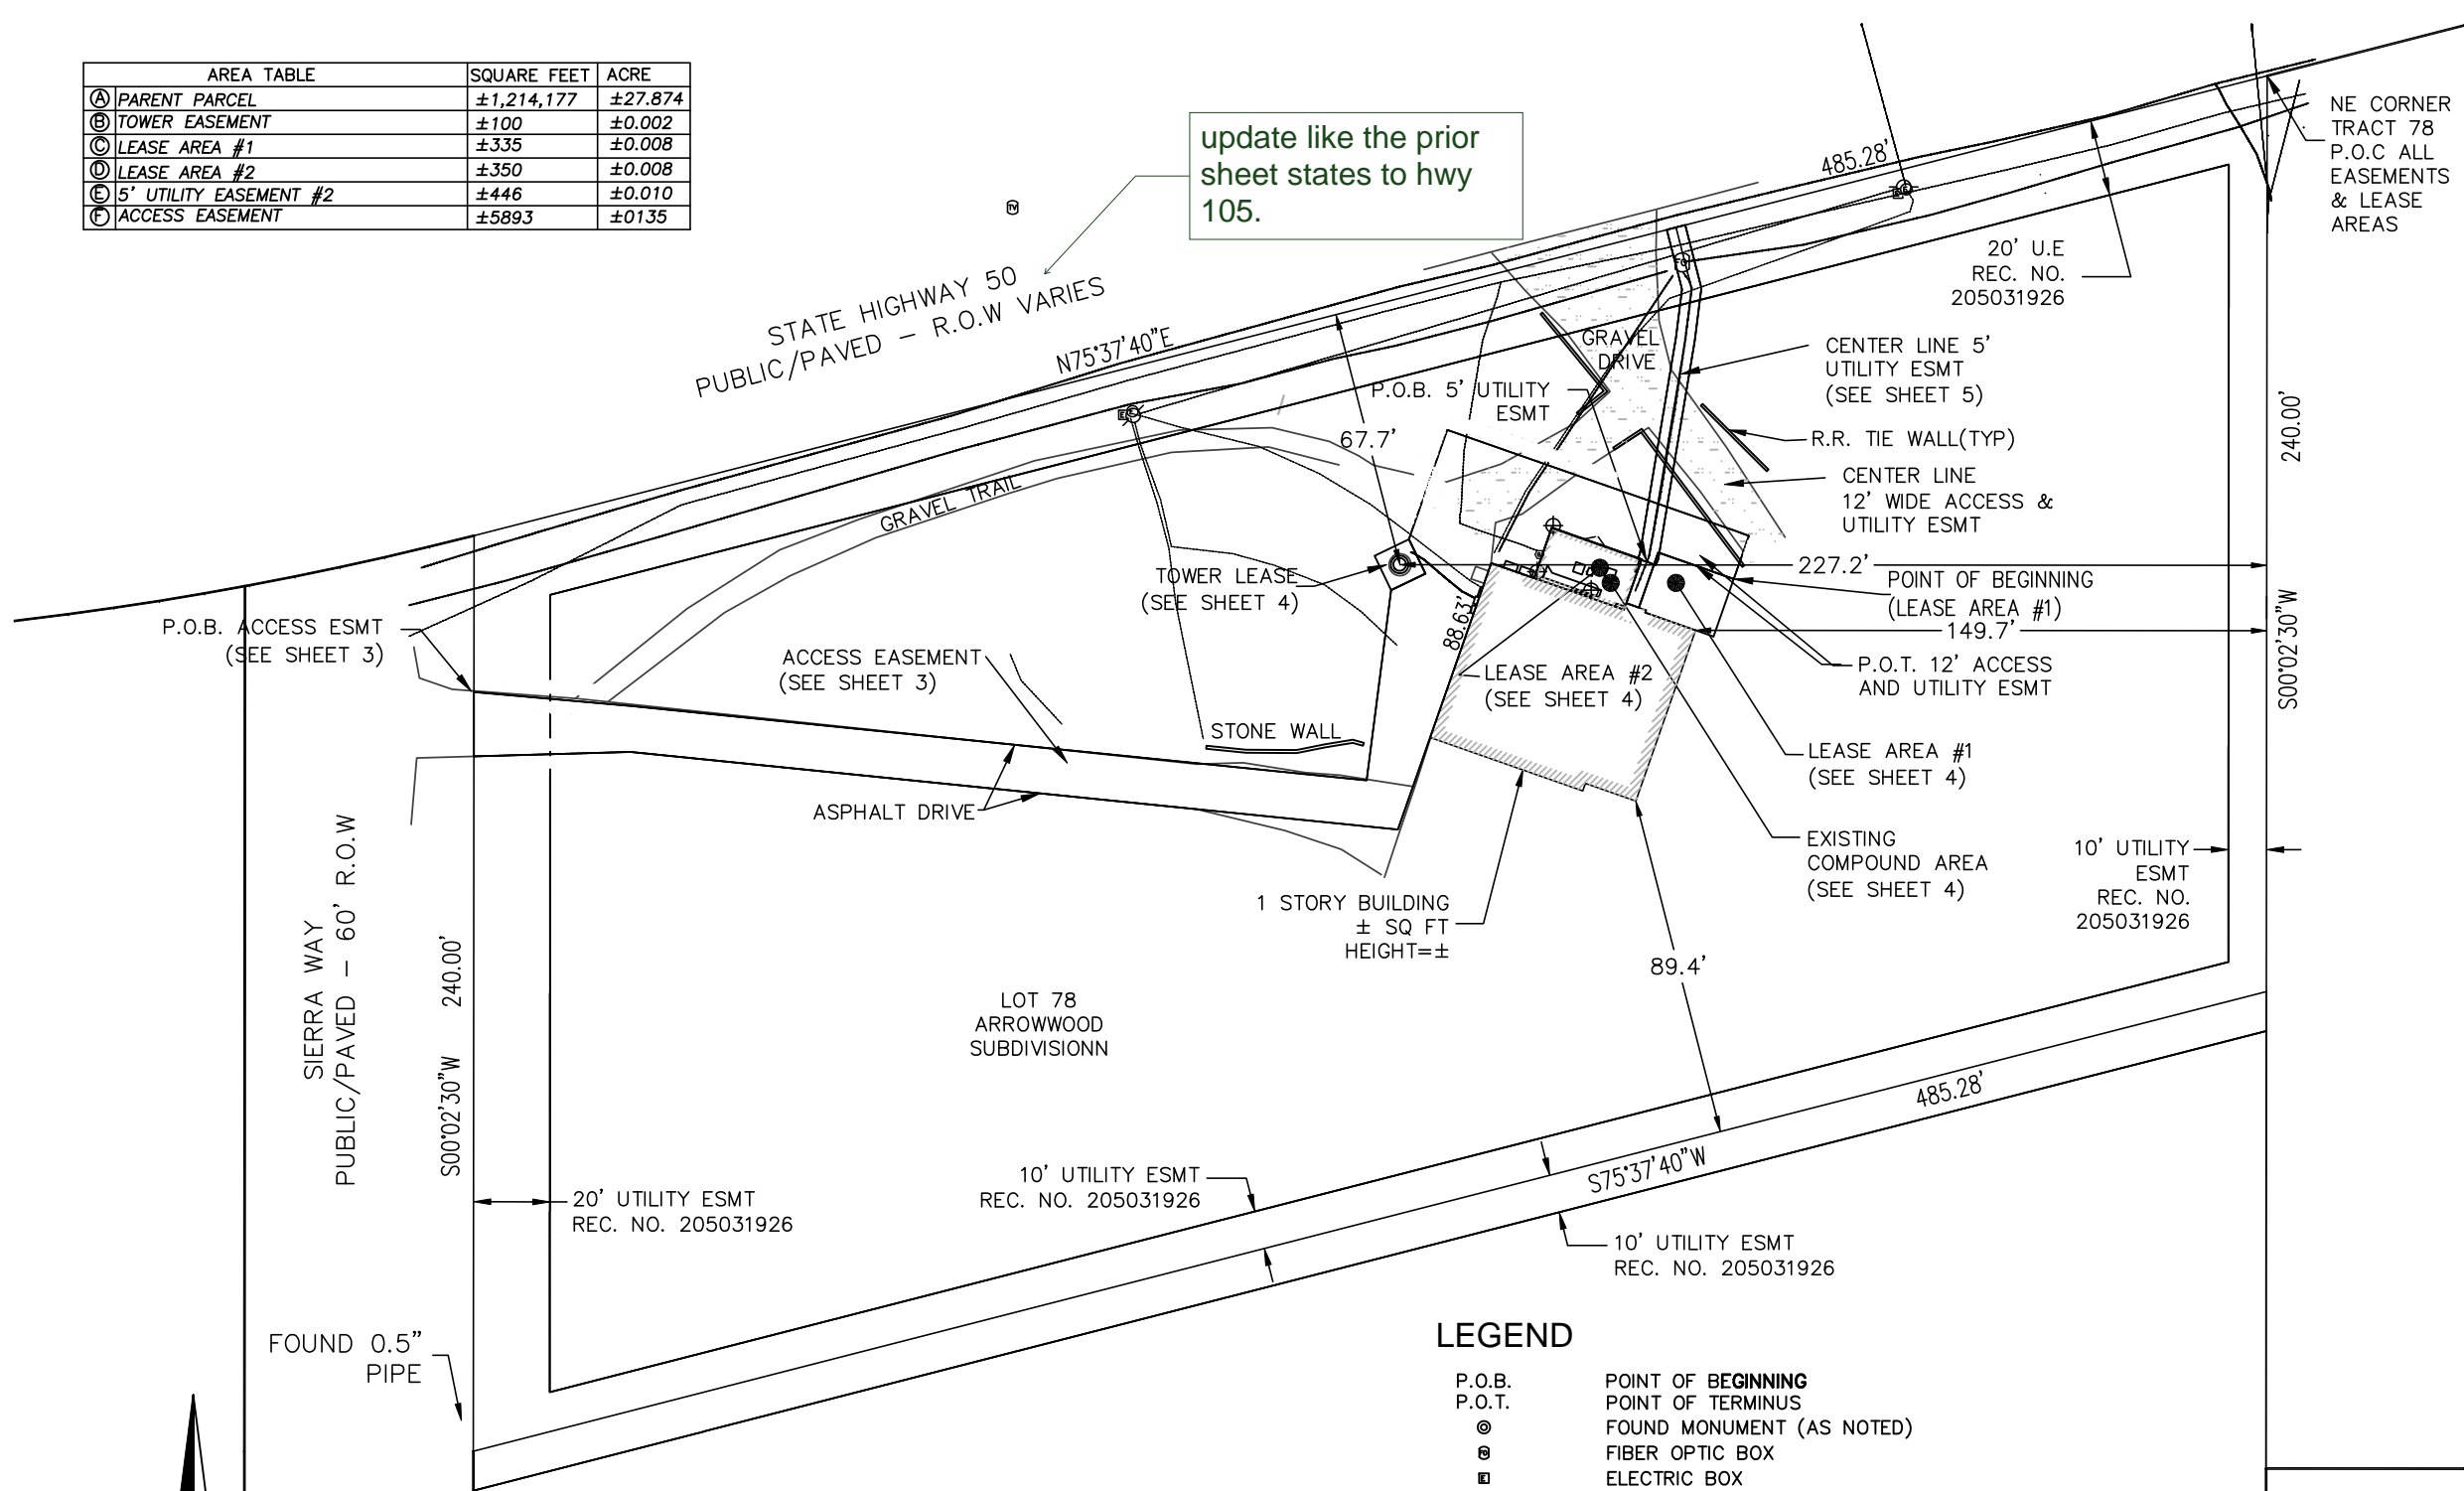 AREA TABLE SQUARE FEET ACRE
Ⓐ PARENT PARCEL ±1,214,177 ±27.874
Ⓑ TOWER EASEMENT ±100 ±0.002
Ⓒ LEASE AREA #1 ±335 ±0.008
Ⓓ LEASE AREA #2 ±350 ±0.008
Ⓔ 5' UTILITY EASEMENT #2 ±446 ±0.010
Ⓕ ACCESS EASEMENT ±5893 ±0135
update like the prior
sheet states to hwy
105.
TV
STATE HIGHWAY 50
PUBLIC/PAVED - R.O.W VARIES
N75°37'40"E
485.28'
NE CORNER
TRACT 78
P.O.C ALL
EASEMENTS
& LEASE
AREAS
20' U.E
REC. NO.
205031926
GRAVEL
DRIVE
CENTER LINE 5'
UTILITY ESMT
(SEE SHEET 5)
P.O.B. 5' UTILITY
ESMT
67.7'
R.R. TIE WALL(TYP)
CENTER LINE
12' WIDE ACCESS &
UTILITY ESMT
240.00'
S00°02'30"W
GRAVEL TRAIL
227.2'
TOWER LEASE
(SEE SHEET 4)
POINT OF BEGINNING
(LEASE AREA #1)
149.7'
P.O.B. ACCESS ESMT
(SEE SHEET 3)
88.63'
ACCESS EASEMENT
(SEE SHEET 3)
LEASE AREA #2
(SEE SHEET 4)
P.O.T. 12' ACCESS
AND UTILITY ESMT
STONE WALL
LEASE AREA #1
(SEE SHEET 4)
ASPHALT DRIVE
EXISTING
COMPOUND AREA
(SEE SHEET 4)
10' UTILITY
ESMT
REC. NO.
205031926
1 STORY BUILDING
± SQ FT
HEIGHT=±
89.4'
SIERRA WAY
PUBLIC/PAVED - 60' R.O.W
S00°02'30"W 240.00'
LOT 78
ARROWWOOD
SUBDIVISIONN
485.28'
S75°37'40"W
20' UTILITY ESMT
REC. NO. 205031926
10' UTILITY ESMT
REC. NO. 205031926
10' UTILITY ESMT
REC. NO. 205031926
FOUND 0.5"
PIPE
LEGEND
P.O.B. POINT OF BEGINNING
P.O.T. POINT OF TERMINUS
FOUND MONUMENT (AS NOTED)
FO FIBER OPTIC BOX
E ELECTRIC BOX